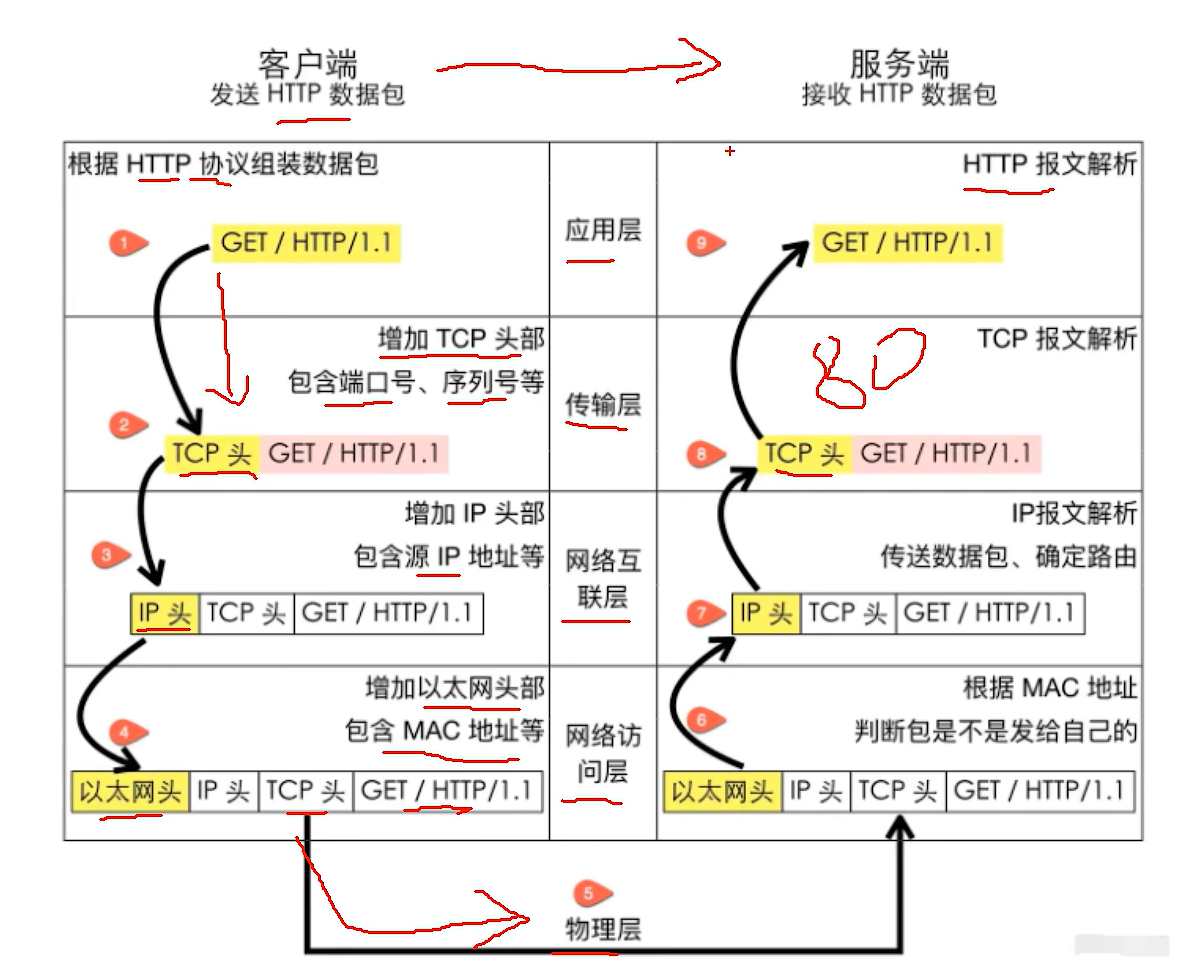 客户端
发送 HTTP 数据包
服务端
接收 HTTP 数据包
根据 HTTP 协议组装数据包
1
GET / HTTP/1.1
应用层
HTTP 报文解析
9
GET / HTTP/1.1
增加 TCP 头部
包含端口号、序列号等
2
TCP 头 GET / HTTP/1.1
传输层
TCP 报文解析
80
8
TCP 头 GET / HTTP/1.1
增加 IP 头部
包含源 IP 地址等
3
IP 头 TCP 头 GET / HTTP/1.1
网络互
联层
IP报文解析
传送数据包、确定路由
7
IP 头 TCP 头 GET / HTTP/1.1
增加以太网头部
包含 MAC 地址等
4
以太网头 IP 头 TCP 头 GET / HTTP/1.1
网络访
问层
根据 MAC 地址
判断包是不是发给自己的
6
以太网头 IP 头 TCP 头 GET / HTTP/1.1
5
物理层